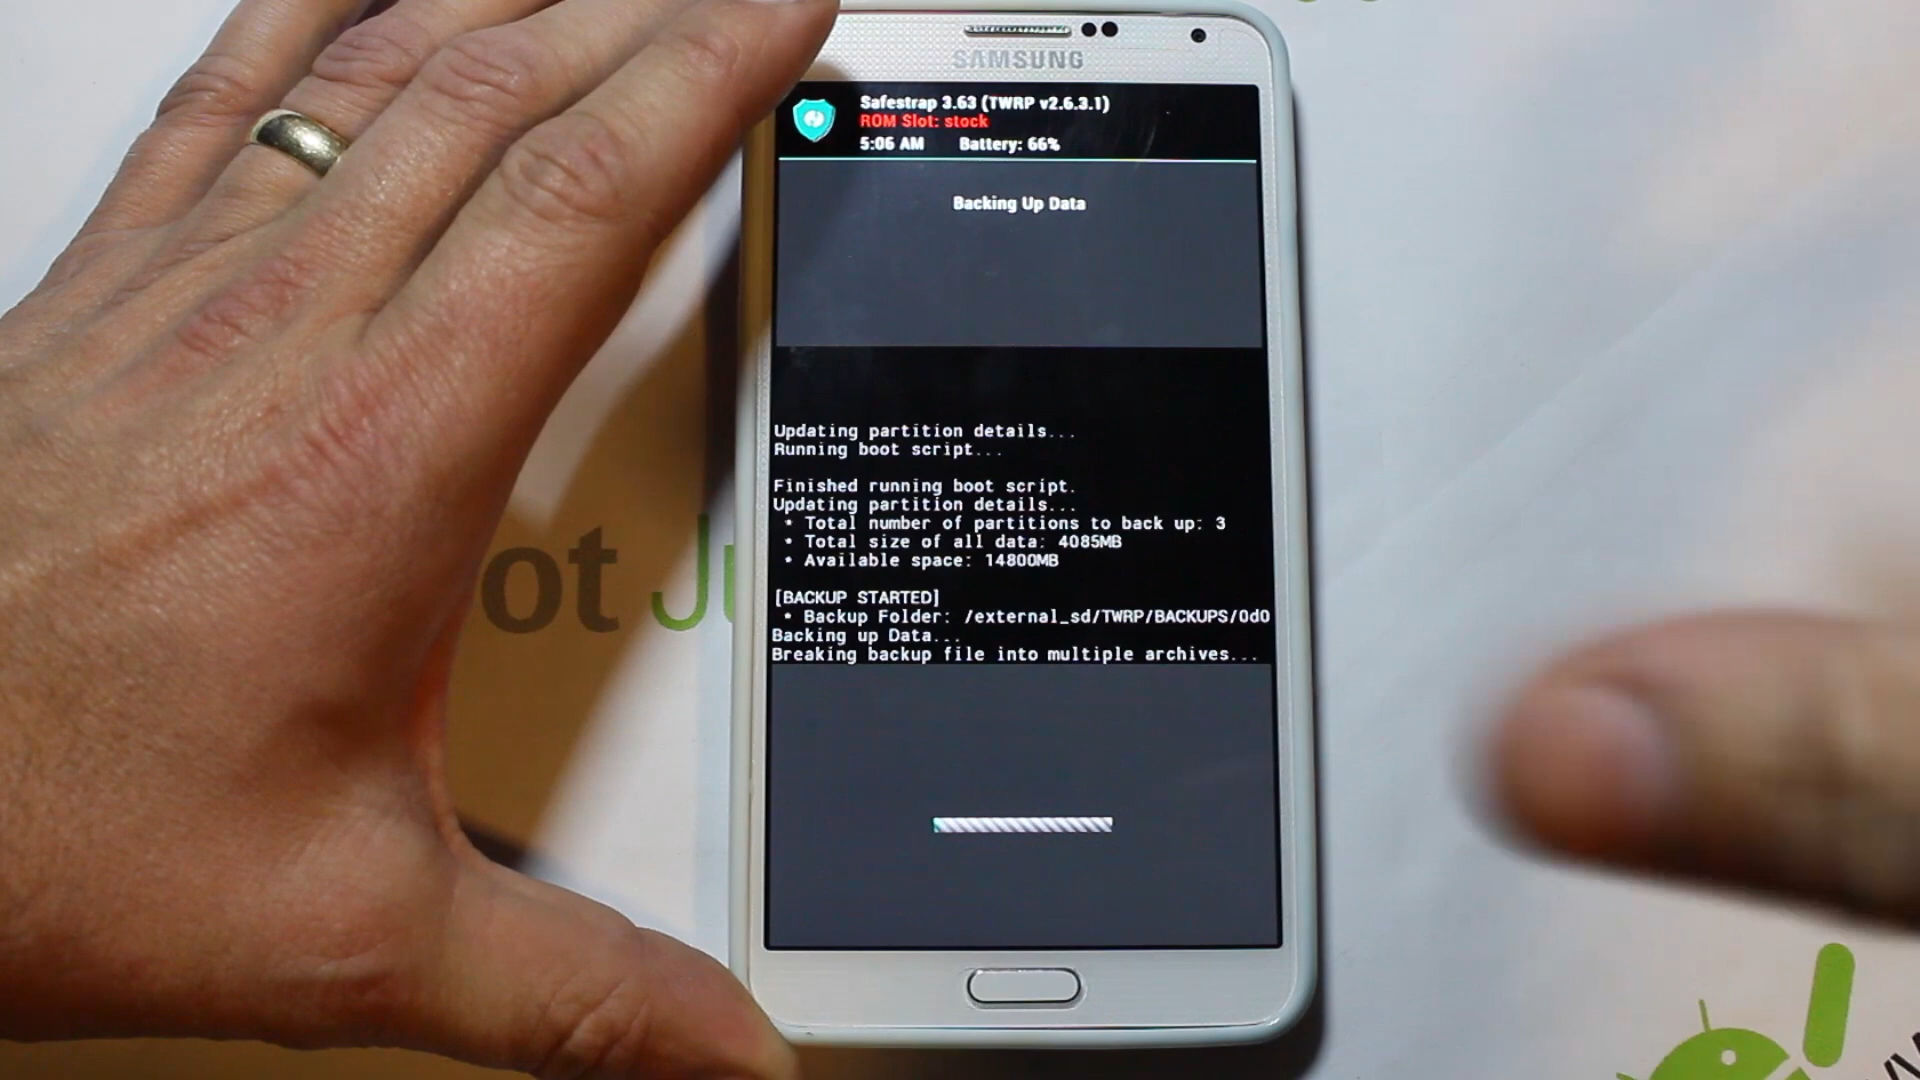 SAMSUNG
Safestrap 3.63 (TWRP v2.6.3.1)
ROM Slot: stock
5:06 AM Battery: 66%
Backing Up Data
Updating partition details...
Running boot script...
Finished running boot script.
Updating partition details...
* Total number of partitions to back up: 3
* Total size of all data: 4085MB
* Available space: 14800MB
[BACKUP STARTED]
* Backup Folder: /external_sd/TWRP/BACKUPS/0d0
Backing up Data...
Breaking backup file into multiple archives...
ot J